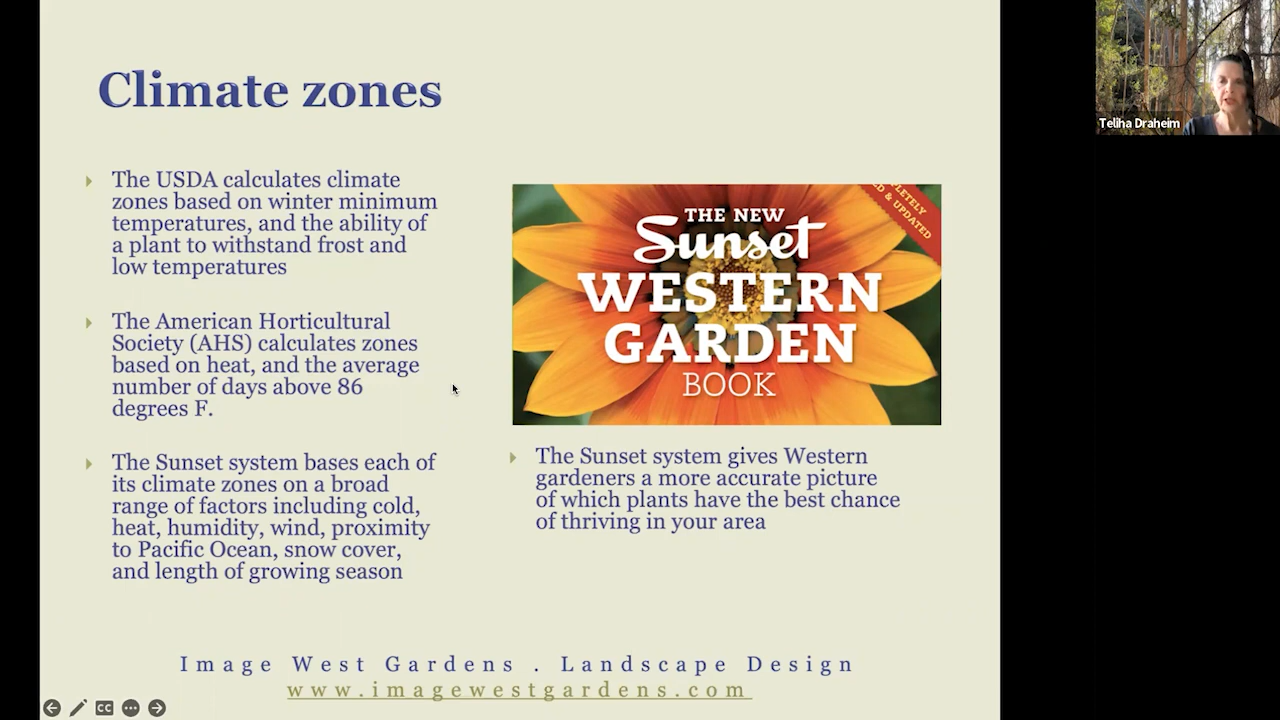 Climate zones
The USDA calculates climate
zones based on winter minimum
temperatures, and the ability of
a plant to withstand frost and
low temperatures
The American Horticultural
Society (AHS) calculates zones
based on heat, and the average
number of days above 86
degrees F.
The Sunset system bases each of
its climate zones on a broad
range of factors including cold,
heat, humidity, wind, proximity
to Pacific Ocean, snow cover,
and length of growing season
THE NEW
Sunset
WESTERN
GARDEN
BOOK
& UPDATED
The Sunset system gives Western
gardeners a more accurate picture
of which plants have the best chance
of thriving in your area
Image West Gardens . Landscape Design
www.imagewestgardens.com
CC
Teliha Draheim